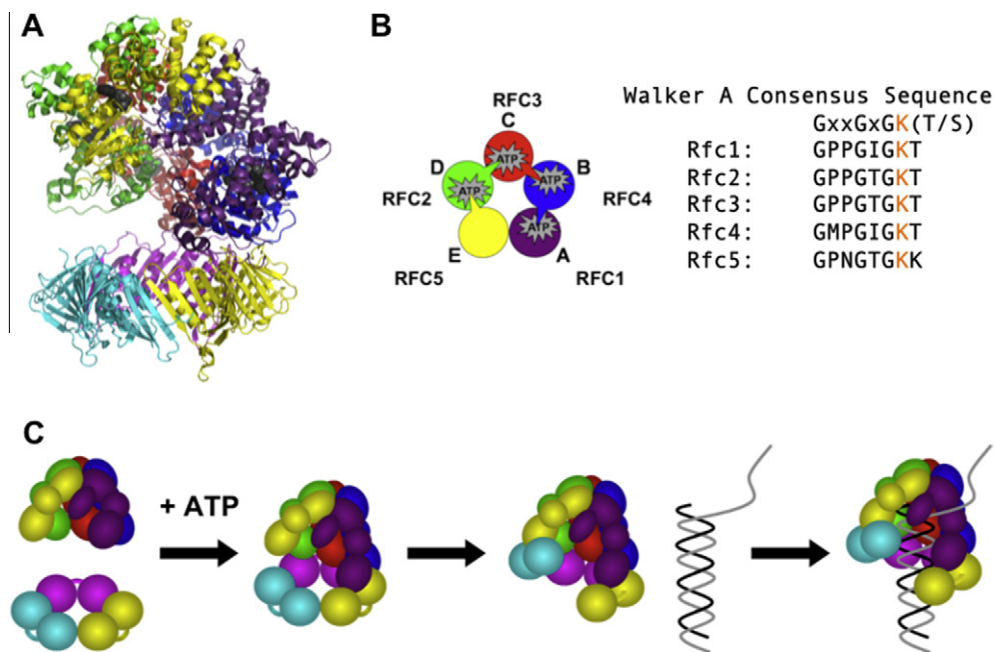 A
B
RFC3
C
ATP
D
B
ATP
ATP
RFC2
RFC4
ATP
E
A
RFC5
RFC1
Walker A Consensus Sequence
GxxGxGK(T/S)
Rfc1: GPPGIGKT
Rfc2: GPPGTGKT
Rfc3: GPPGTGKT
Rfc4: GMPGIGKT
Rfc5: GPNGTGKK
C
+ ATP